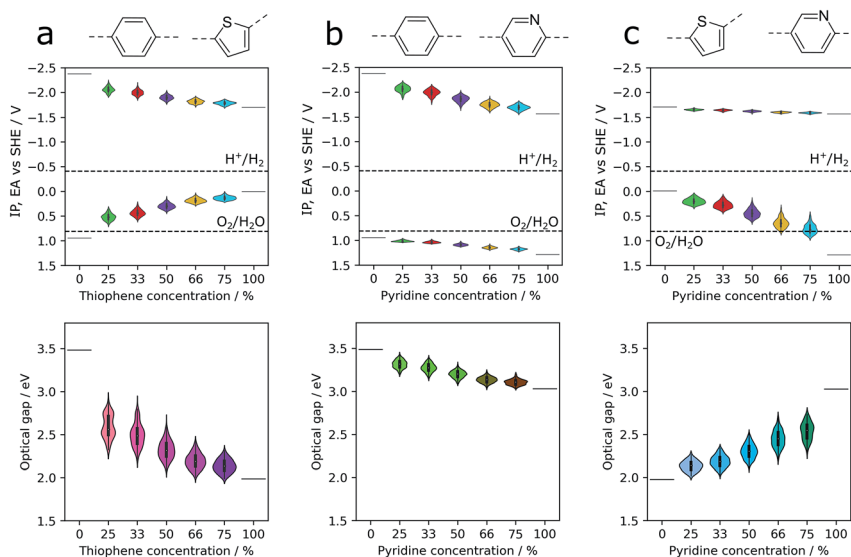 a
S
b
N
c
S
N
IP, EA vs SHE / V
−2.5
−2.0
−1.5
−1.0
−0.5
0.0
0.5
1.0
1.5
H⁺/H₂
O₂/H₂O
0 25 33 50 66 75 100
Thiophene concentration / %
IP, EA vs SHE / V
−2.5
−2.0
−1.5
−1.0
−0.5
0.0
0.5
1.0
1.5
H⁺/H₂
O₂/H₂O
0 25 33 50 66 75 100
Pyridine concentration / %
IP, EA vs SHE / V
−2.5
−2.0
−1.5
−1.0
−0.5
0.0
0.5
1.0
1.5
H⁺/H₂
O₂/H₂O
0 25 33 50 66 75 100
Pyridine concentration / %
Optical gap / eV
3.5
3.0
2.5
2.0
1.5
0 25 33 50 66 75 100
Thiophene concentration / %
Optical gap / eV
3.5
3.0
2.5
2.0
1.5
0 25 33 50 66 75 100
Pyridine concentration / %
Optical gap / eV
3.5
3.0
2.5
2.0
1.5
0 25 33 50 66 75 100
Pyridine concentration / %